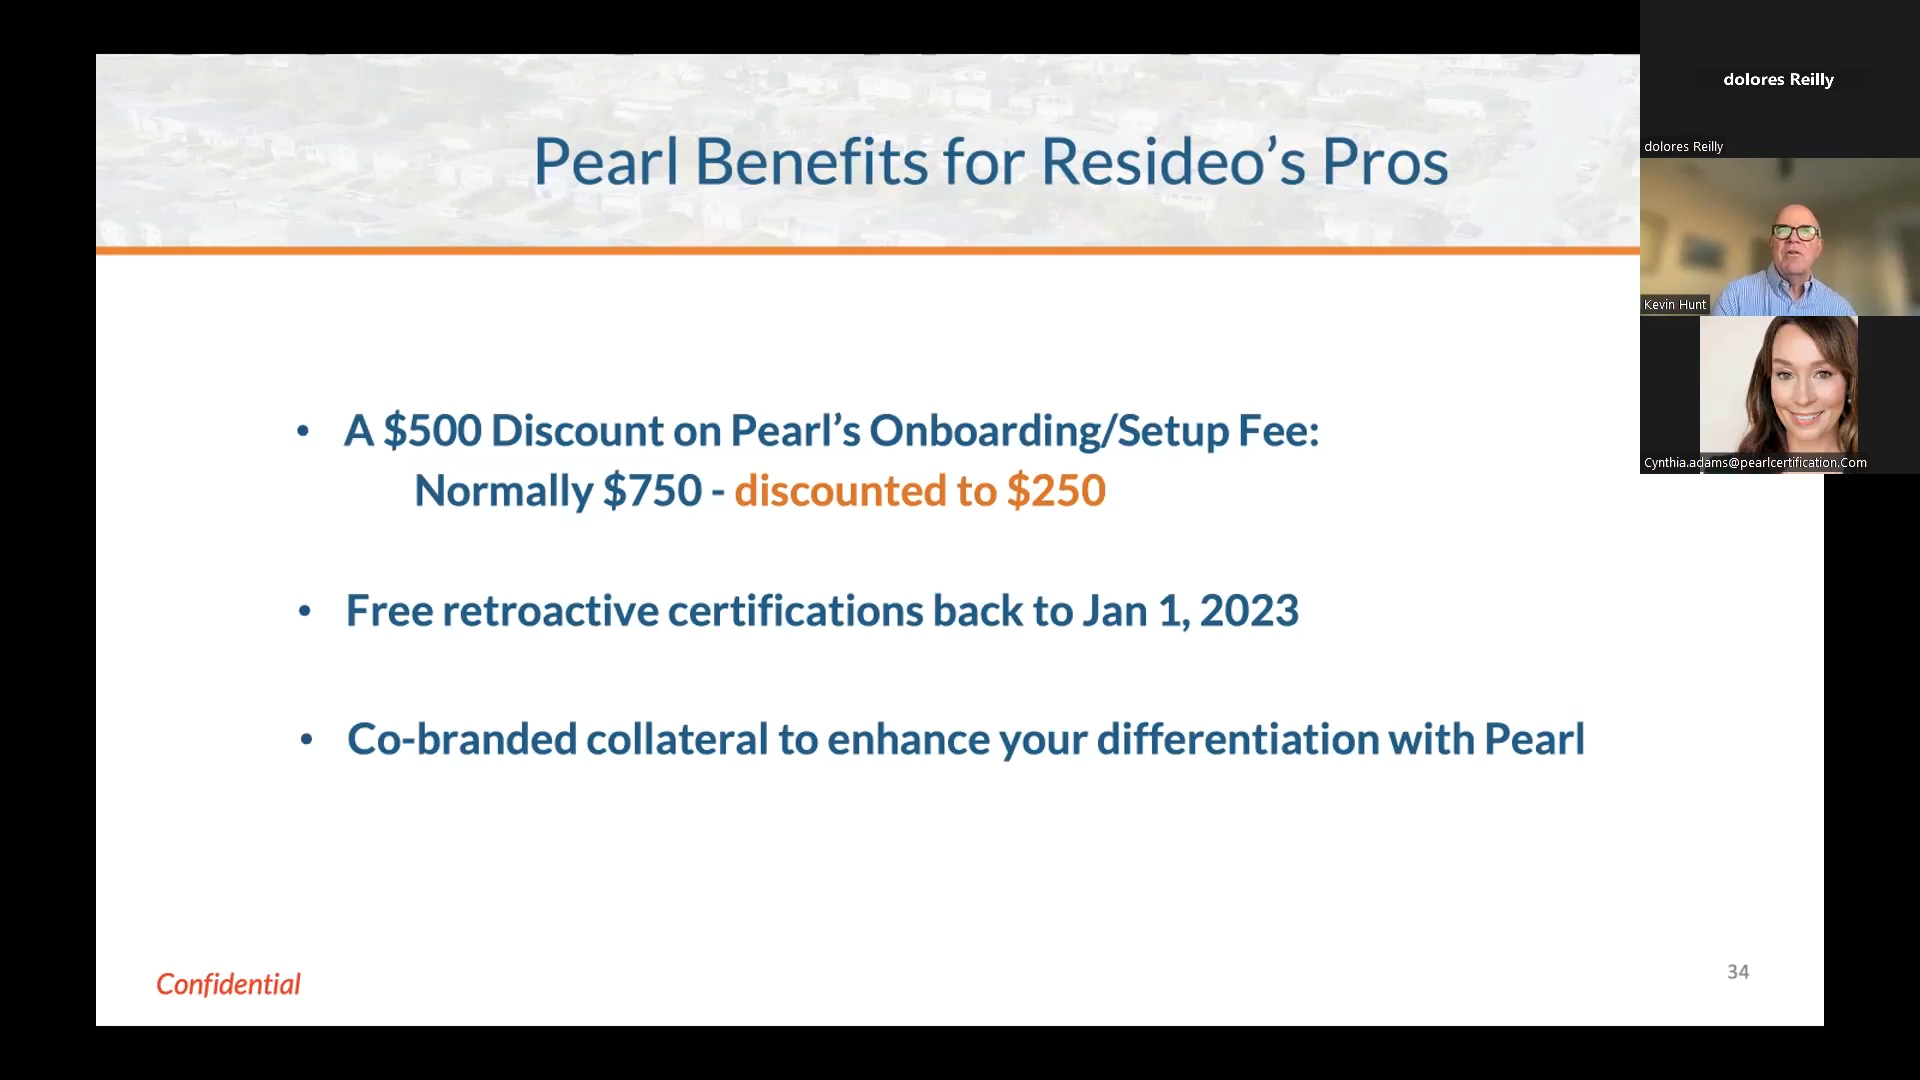 Pearl Benefits for Resideo’s Pros
• A $500 Discount on Pearl’s Onboarding/Setup Fee:
Normally $750 - discounted to $250
• Free retroactive certifications back to Jan 1, 2023
• Co-branded collateral to enhance your differentiation with Pearl
Confidential
34
dolores Reilly
dolores Reilly
Kevin Hunt
Cynthia.adams@pearlcertification.Com